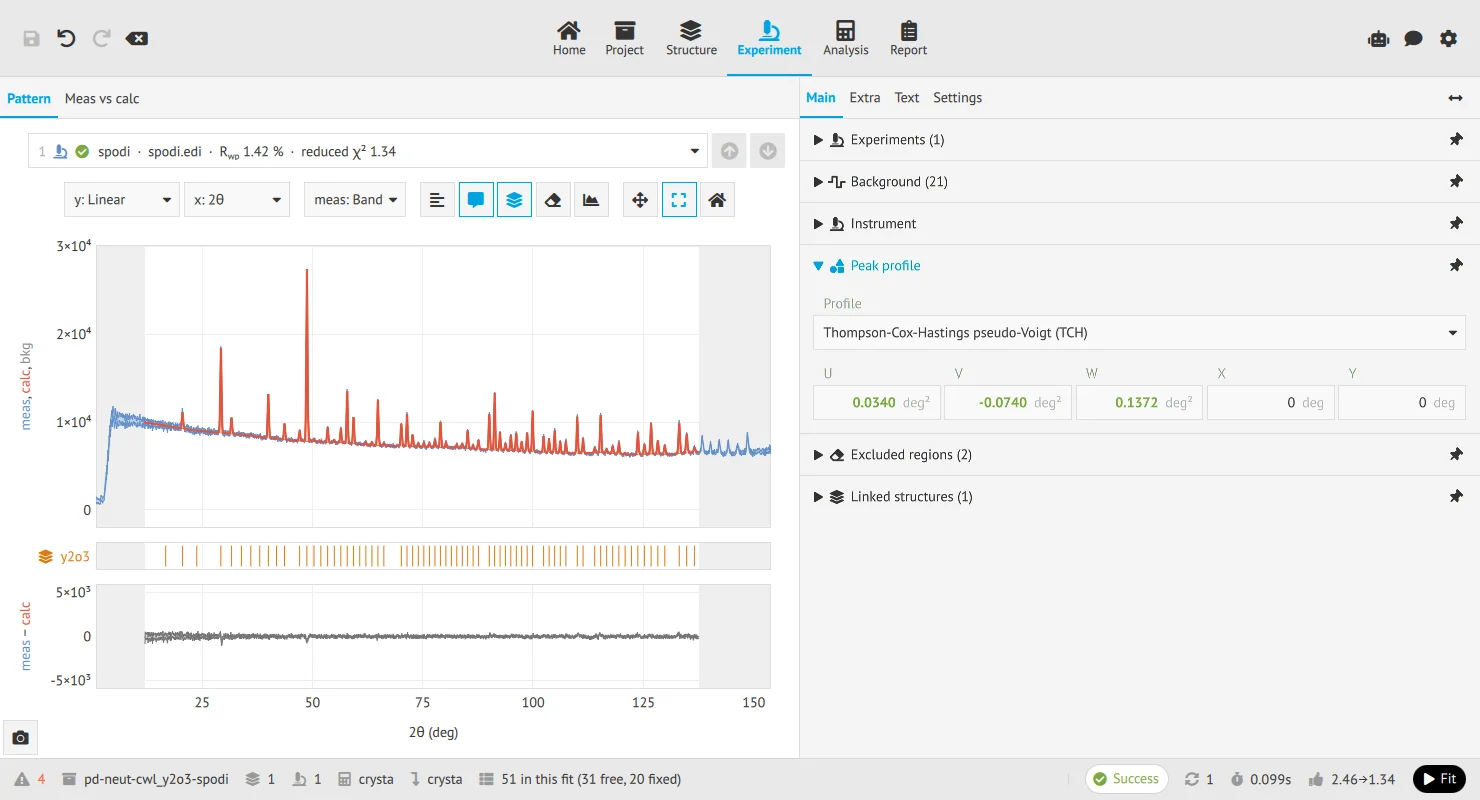 Home Project Structure Experiment Analysis Report
Pattern Meas vs calc
1 spodi · spodi.edi · Rwp 1.42 % · reduced χ² 1.34
y: Linear x: 2θ meas: Band
3×10⁴
2×10⁴
1×10⁴
0
meas, calc, bkg
y2o3
5×10³
0
-5×10³
meas − calc
25 50 75 100 125 150
2θ (deg)
Main Extra Text Settings
Experiments (1)
Background (21)
Instrument
Peak profile
Profile
Thompson-Cox-Hastings pseudo-Voigt (TCH)
U V W X Y
0.0340 deg² -0.0740 deg² 0.1372 deg² 0 deg 0 deg
Excluded regions (2)
Linked structures (1)
4 pd-neut-cwl_y2o3-spodi 1 1 crysta crysta 51 in this fit (31 free, 20 fixed) Success 1 0.099s 2.46→1.34 Fit